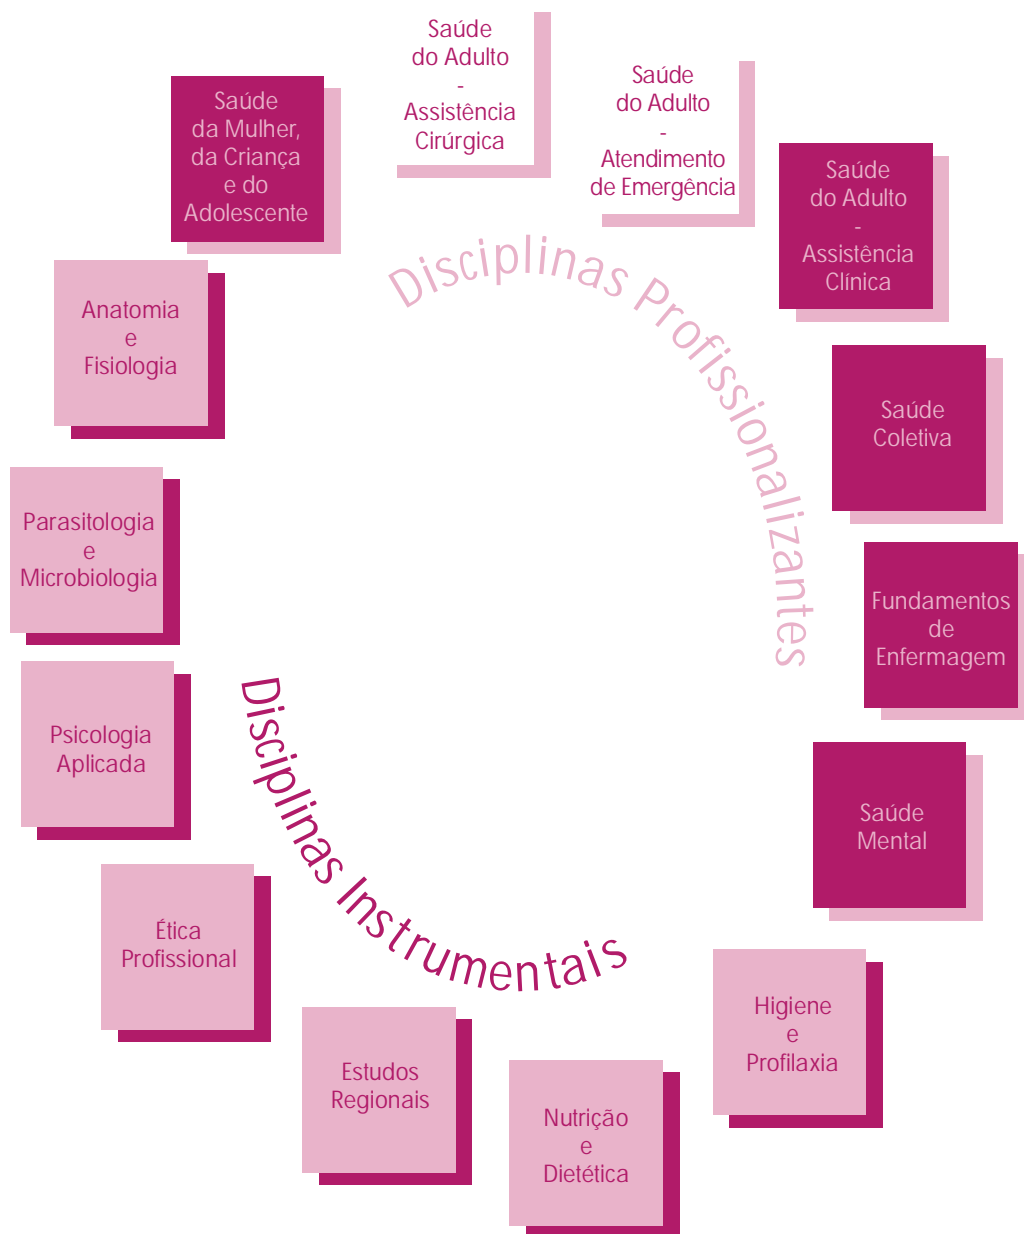 Saúde
do Adulto
-
Assistência
Cirúrgica
Saúde
do Adulto
-
Atendimento
de Emergência
Saúde
da Mulher,
da Criança
e do
Adolescente
Saúde
do Adulto
-
Assistência
Clínica
Disciplinas Profissionalizantes
Anatomia
e
Fisiologia
Saúde
Coletiva
Parasitologia
e
Microbiologia
Fundamentos
de
Enfermagem
Psicologia
Aplicada
Disciplinas Instrumentais
Saúde
Mental
Ética
Profissional
Higiene
e
Profilaxia
Estudos
Regionais
Nutrição
e
Dietética